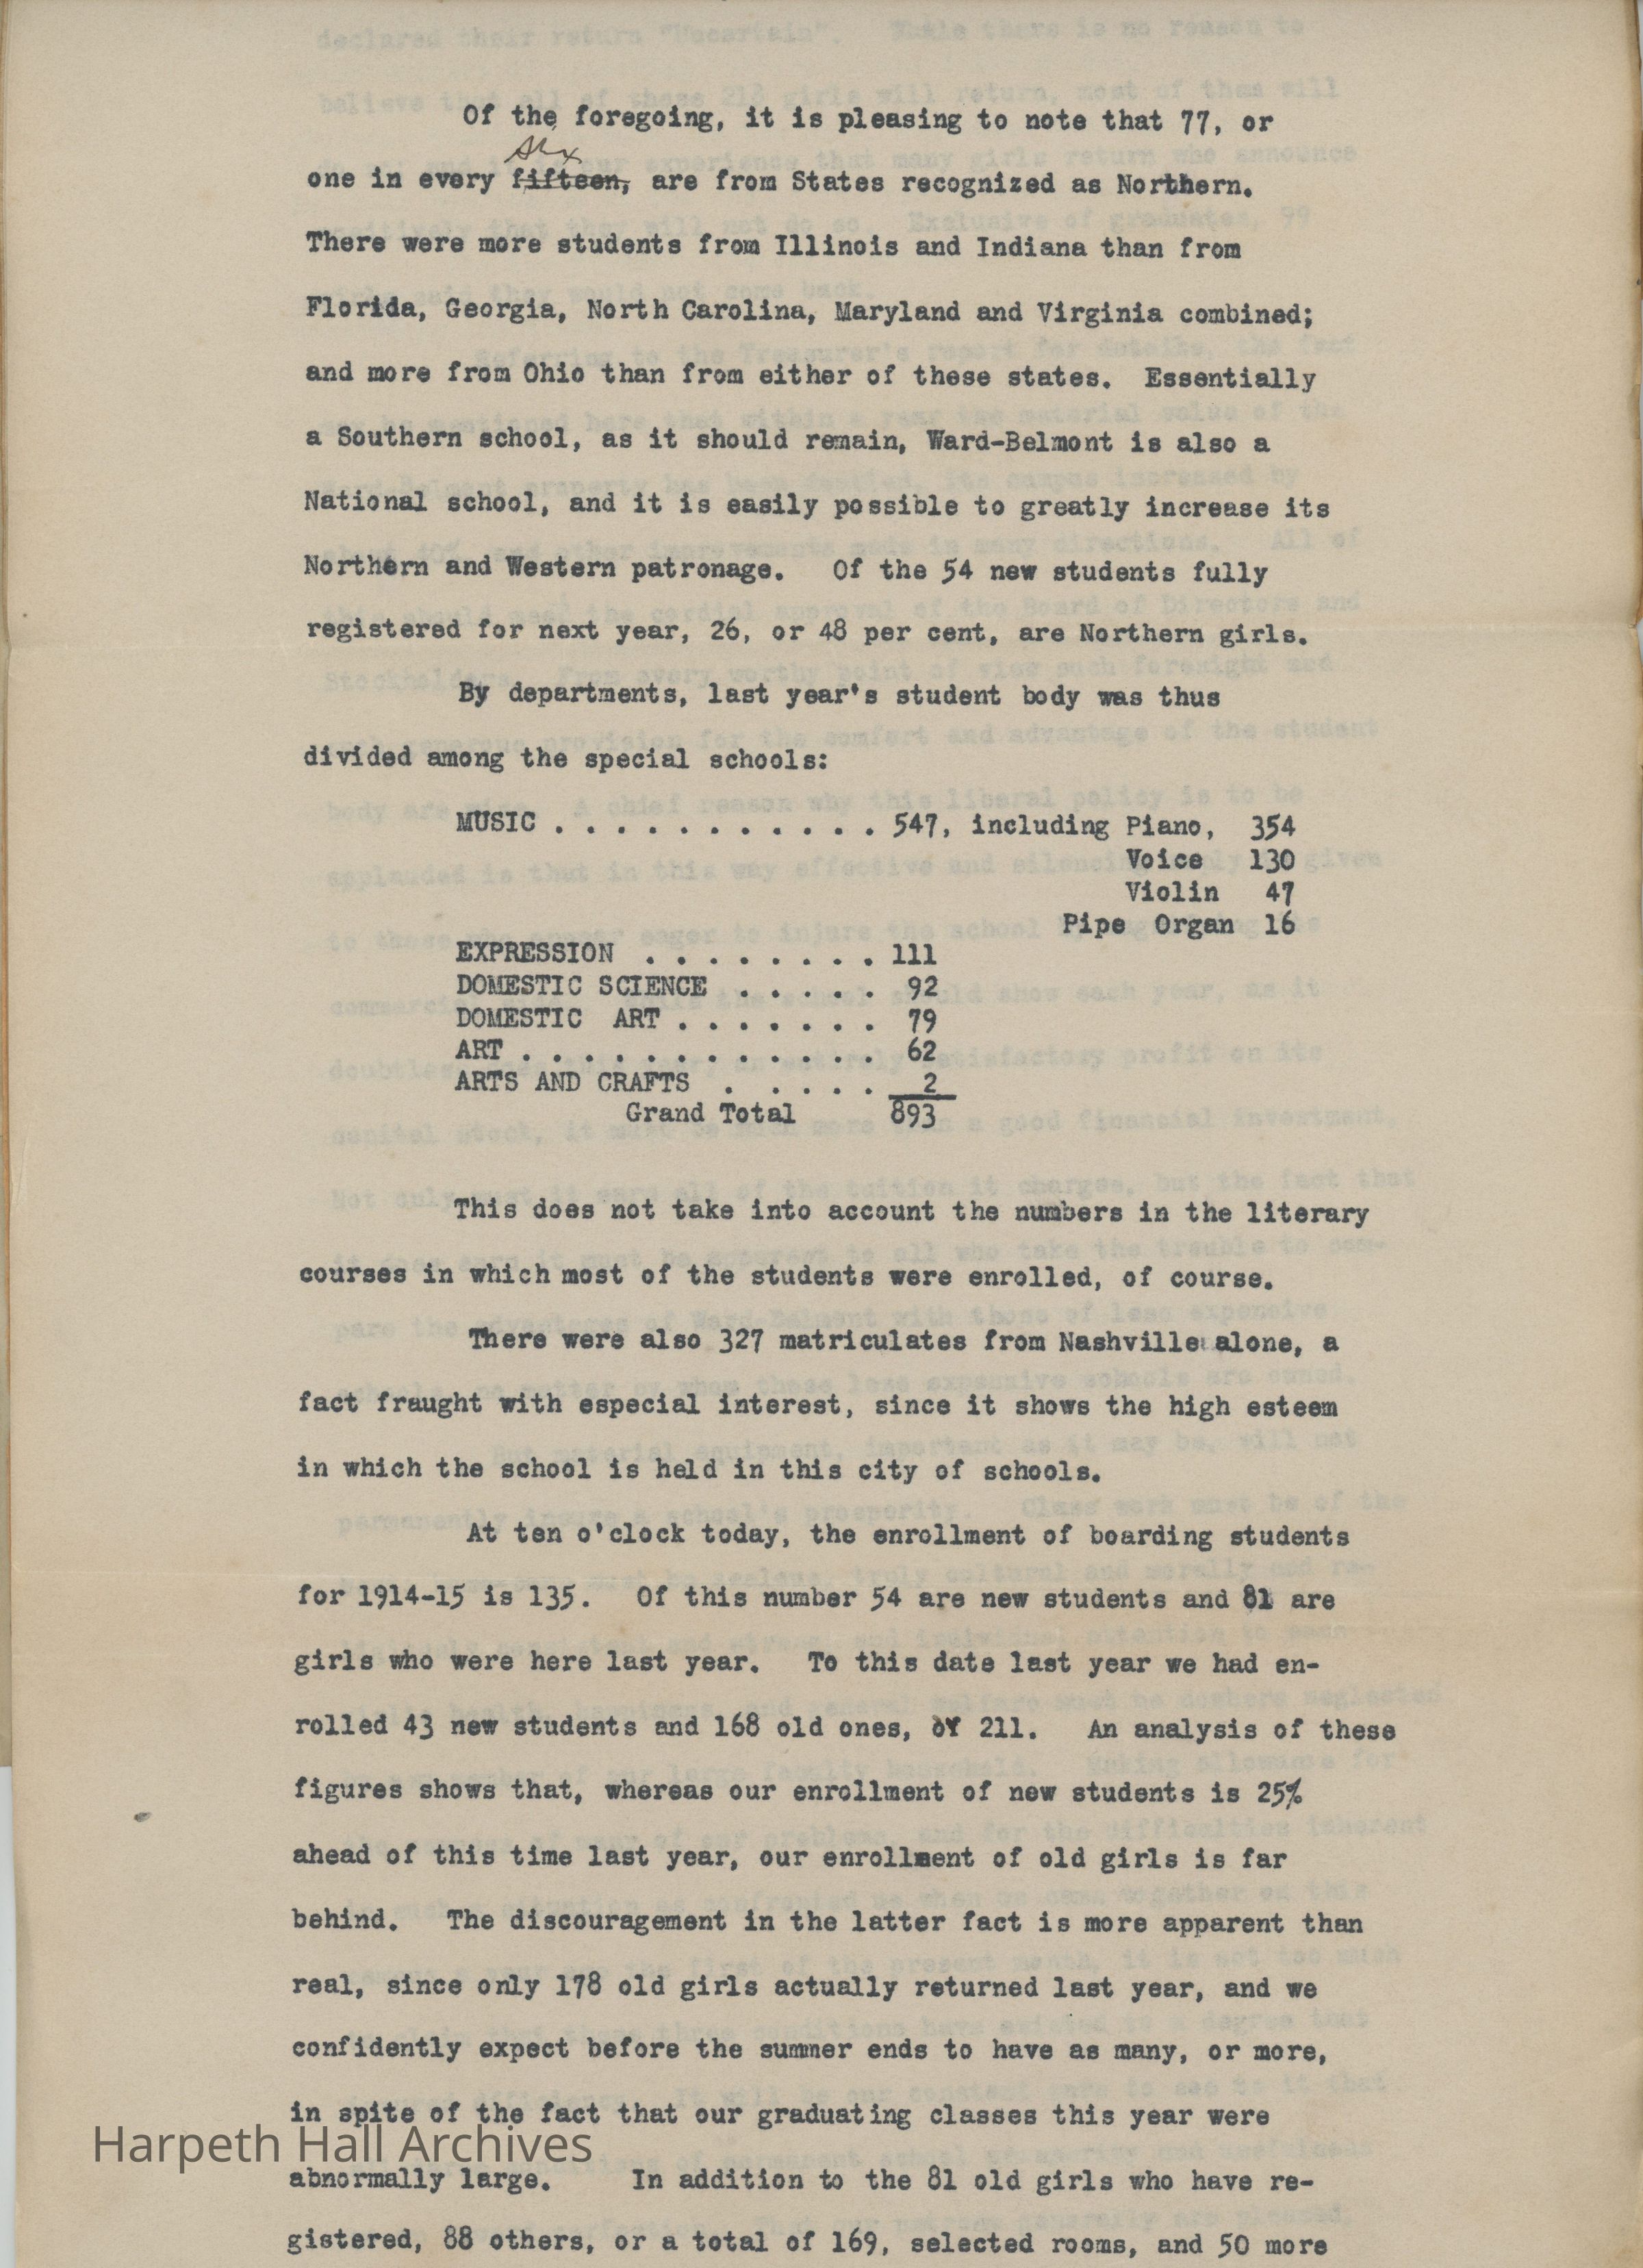 Of the foregoing, it is pleasing to note that 77, or
six
one in every fifteen, are from States recognized as Northern.
There were more students from Illinois and Indiana than from
Florida, Georgia, North Carolina, Maryland and Virginia combined;
and more from Ohio than from either of these states. Essentially
a Southern school, as it should remain, Ward-Belmont is also a
National school, and it is easily possible to greatly increase its
Northern and Western patronage. Of the 54 new students fully
registered for next year, 26, or 48 per cent, are Northern girls.
By departments, last year's student body was thus
divided among the special schools:
MUSIC . . . . . . . . . . . 547, including Piano, 354
Voice 130
Violin 47
Pipe Organ 16
EXPRESSION . . . . . . . . 111
DOMESTIC SCIENCE . . . . . 92
DOMESTIC ART . . . . . . . 79
ART . . . . . . . . . . . . 62
ARTS AND CRAFTS . . . . . 2
Grand Total 893
This does not take into account the numbers in the literary
courses in which most of the students were enrolled, of course.
There were also 327 matriculates from Nashville alone, a
fact fraught with especial interest, since it shows the high esteem
in which the school is held in this city of schools.
At ten o'clock today, the enrollment of boarding students
for 1914-15 is 135. Of this number 54 are new students and 81 are
girls who were here last year. To this date last year we had en-
rolled 43 new students and 168 old ones, or 211. An analysis of these
figures shows that, whereas our enrollment of new students is 25%
ahead of this time last year, our enrollment of old girls is far
behind. The discouragement in the latter fact is more apparent than
real, since only 178 old girls actually returned last year, and we
confidently expect before the summer ends to have as many, or more,
in spite of the fact that our graduating classes this year were
Harpeth Hall Archives
abnormally large. In addition to the 81 old girls who have re-
gistered, 88 others, or a total of 169, selected rooms, and 50 more